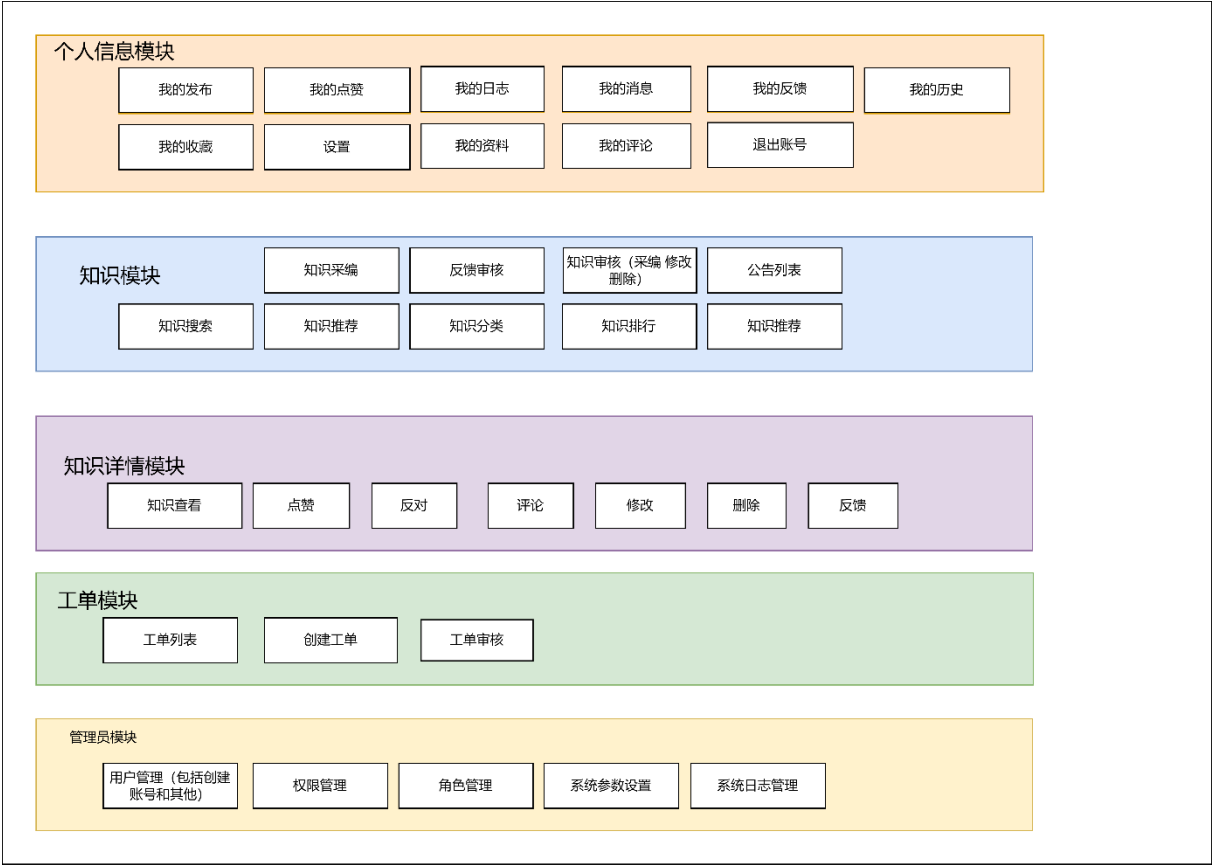 个人信息模块
我的发布
我的点赞
我的日志
我的消息
我的反馈
我的历史
我的收藏
设置
我的资料
我的评论
退出账号
知识模块
知识采编
反馈审核
知识审核（采编 修改
删除）
公告列表
知识搜索
知识推荐
知识分类
知识排行
知识推荐
知识详情模块
知识查看
点赞
反对
评论
修改
删除
反馈
工单模块
工单列表
创建工单
工单审核
管理员模块
用户管理（包括创建
账号和其他）
权限管理
角色管理
系统参数设置
系统日志管理